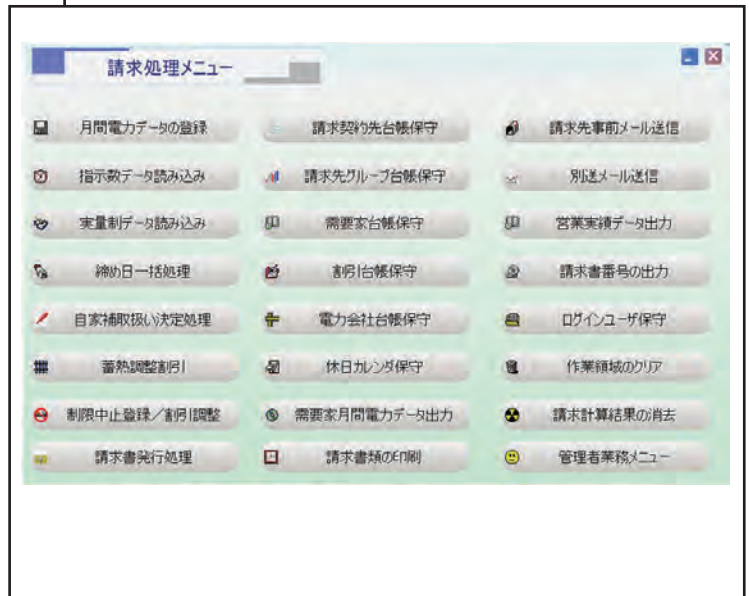 請求処理メニュー
月間電力データの登録 請求契約先台帳保守 請求先事前メール送信
指示数データ読み込み 請求先グループ台帳保守 別送メール送信
実量制データ読み込み 需要家台帳保守 営業実績データ出力
締め日一括処理 割引台帳保守 請求書番号の出力
自家補取扱い決定処理 電力会社台帳保守 ログインユーザ保守
蓄熱調整割引 休日カレンダ保守 作業領域のクリア
制限中止登録/割引調整 需要家月間電力データ出力 請求計算結果の消去
請求書発行処理 請求書類の印刷 管理者業務メニュー